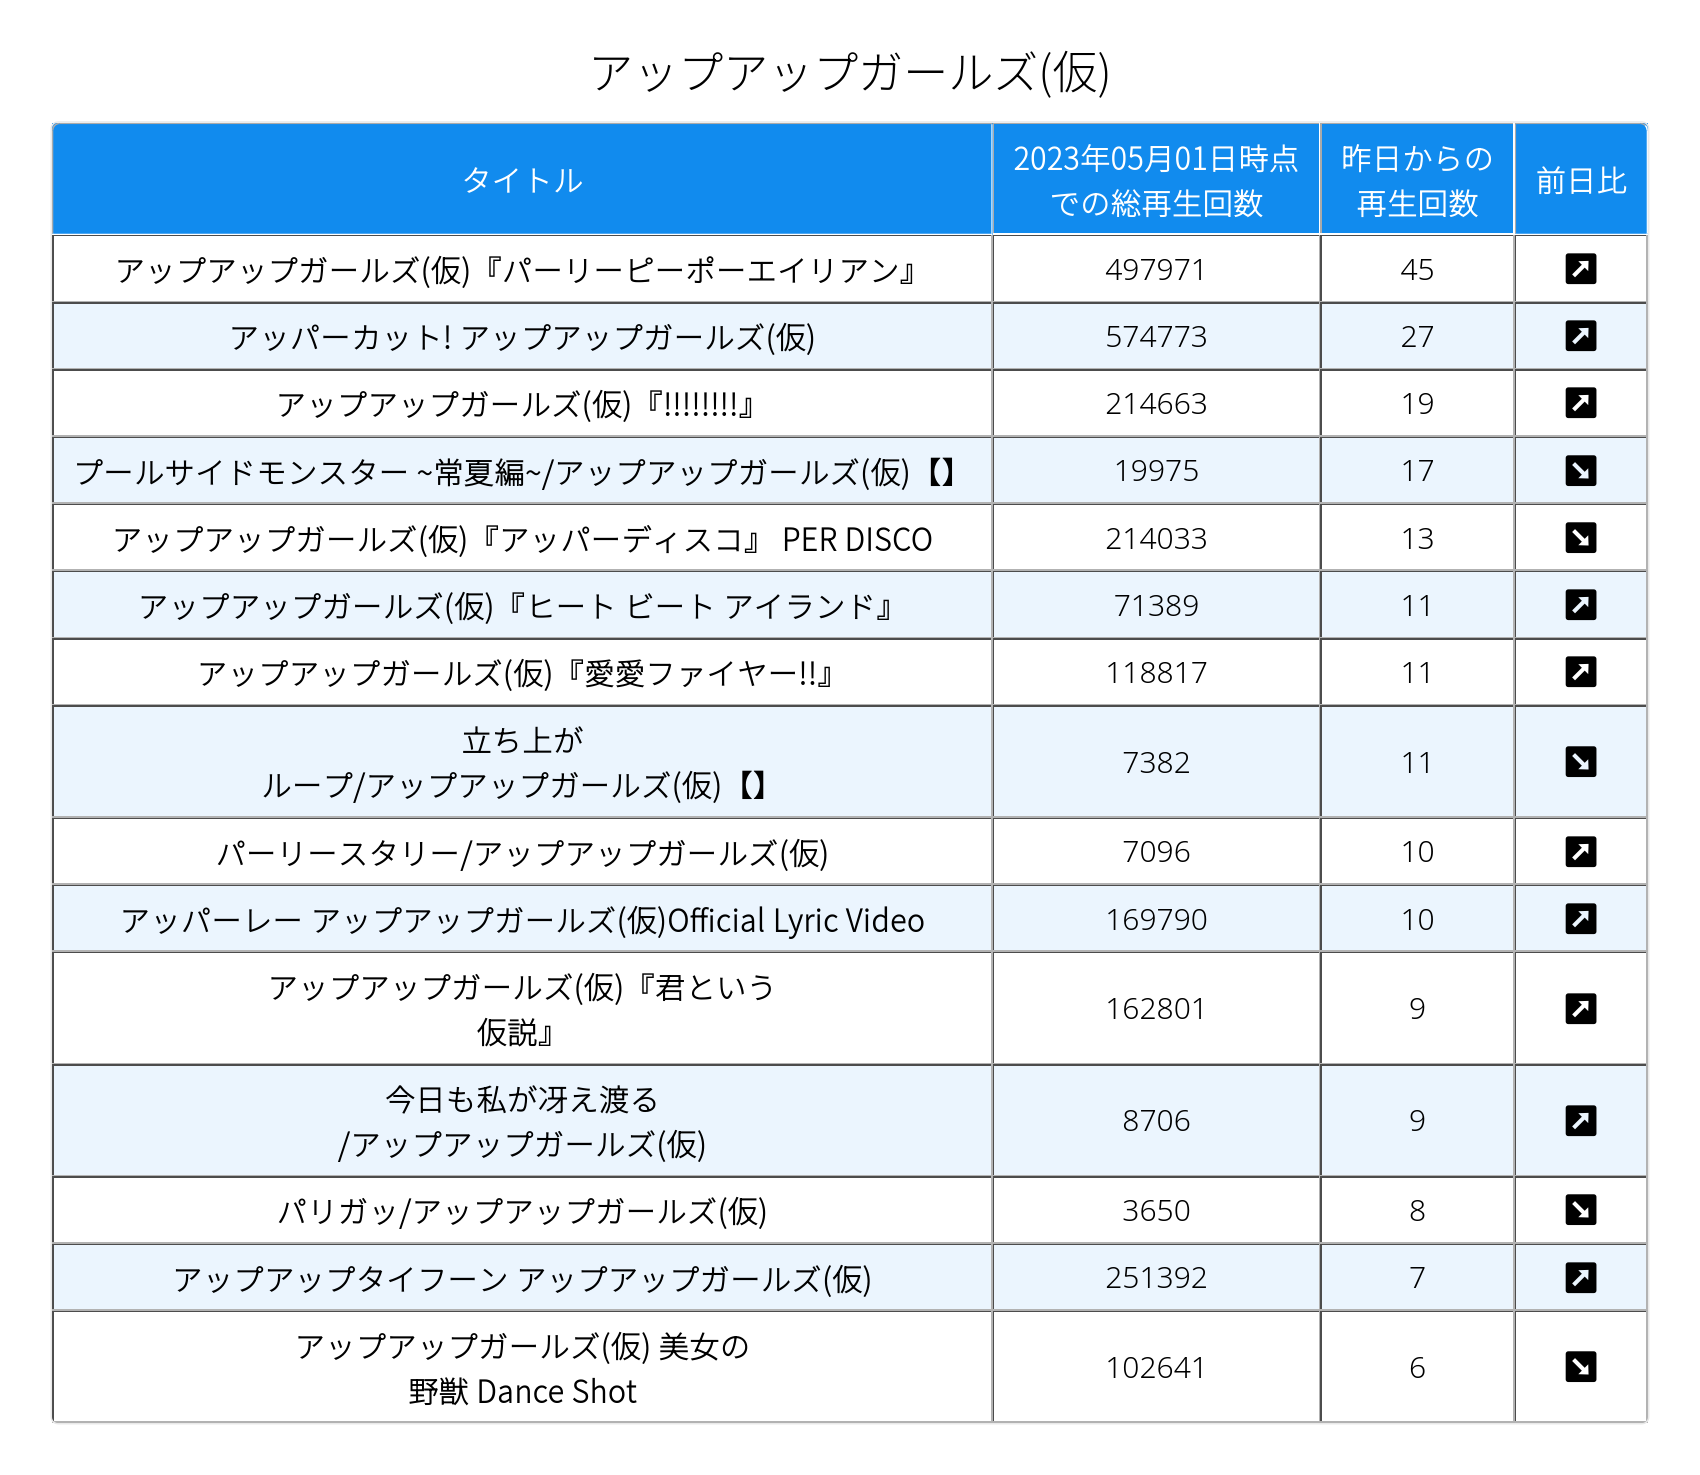 アップアップガールズ(仮)
タイトル
2023年05月01日時点
での総再生回数
昨日からの
再生回数
前日比
アップアップガールズ(仮)『パーリーピーポーエイリアン』 497971 45
アッパーカット! アップアップガールズ(仮) 574773 27
アップアップガールズ(仮)『!!!!!!!!』 214663 19
プールサイドモンスター ~常夏編~/アップアップガールズ(仮)【】 19975 17
アップアップガールズ(仮)『アッパーディスコ』 PER DISCO 214033 13
アップアップガールズ(仮)『ヒート ビート アイランド』 71389 11
アップアップガールズ(仮)『愛愛ファイヤー!!』 118817 11
立ち上が
ループ/アップアップガールズ(仮)【】 7382 11
パーリースタリー/アップアップガールズ(仮) 7096 10
アッパーレー アップアップガールズ(仮)Official Lyric Video 169790 10
アップアップガールズ(仮)『君という
仮説』 162801 9
今日も私が冴え渡る
/アップアップガールズ(仮) 8706 9
パリガッ/アップアップガールズ(仮) 3650 8
アップアップタイフーン アップアップガールズ(仮) 251392 7
アップアップガールズ(仮) 美女の
野獣 Dance Shot 102641 6